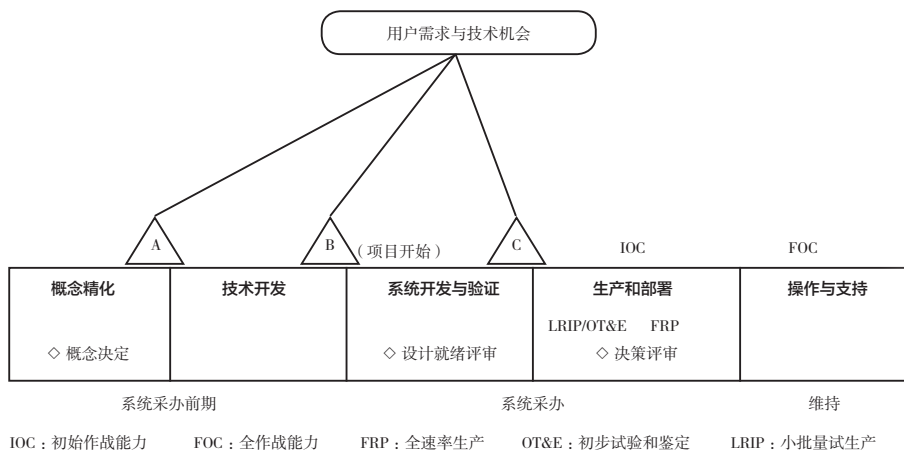 用户需求与技术机会
A
B
（项目开始）
C
IOC
FOC
概念精化
技术开发
系统开发与验证
生产和部署
操作与支持
LRIP/OT&E FRP
◇ 概念决定
◇ 设计就绪评审
◇ 决策评审
系统采办前期
系统采办
维持
IOC：初始作战能力 FOC：全作战能力 FRP：全速率生产 OT&E：初步试验和鉴定 LRIP：小批量试生产